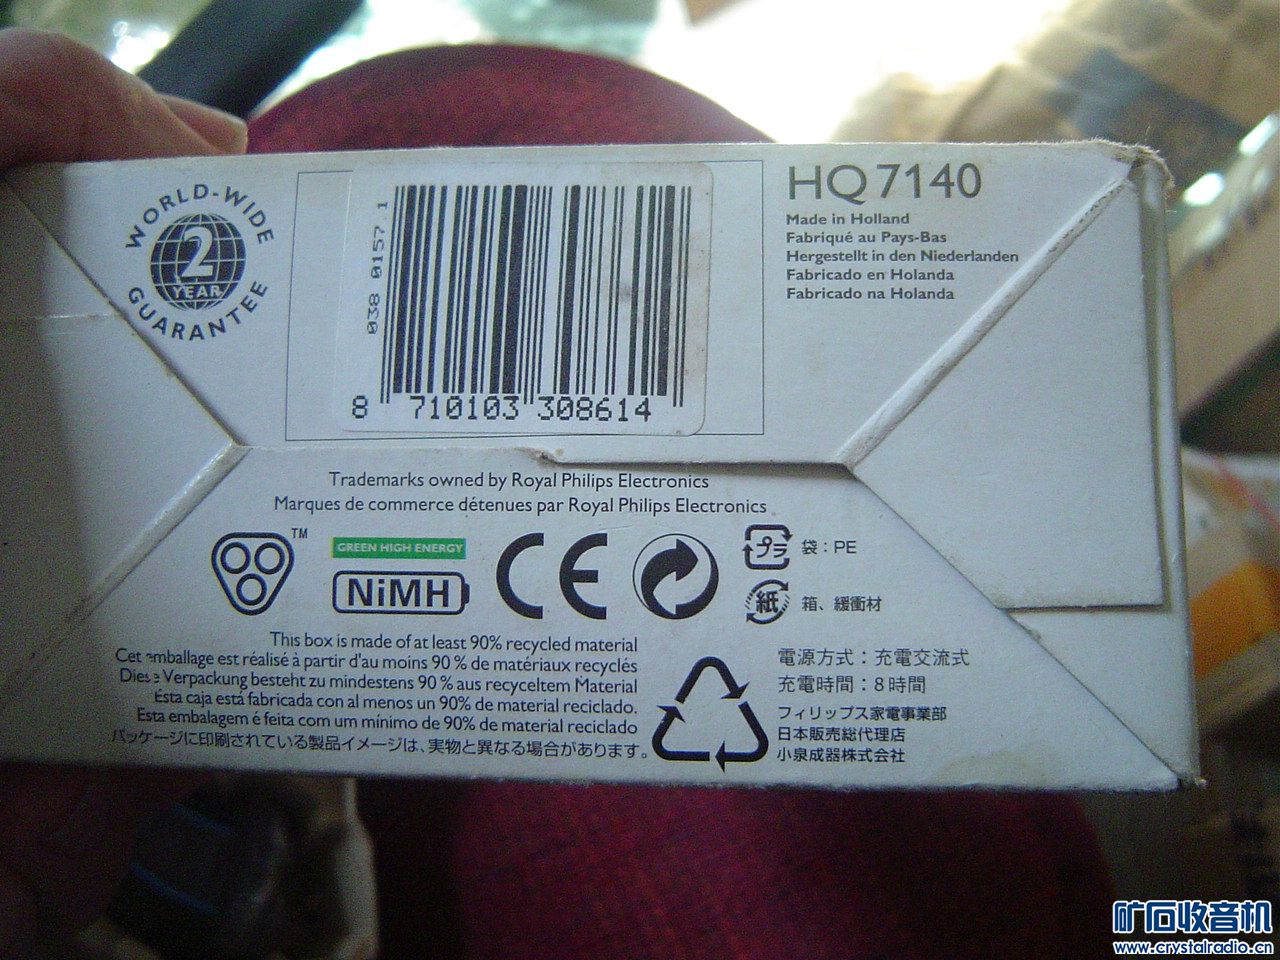 WORLD-WIDE
2
YEAR
GUARANTEE
038 0157 1
8 710103 308614
HQ 7140
Made in Holland
Fabriqué au Pays-Bas
Hergestellt in den Niederlanden
Fabricado en Holanda
Fabricado na Holanda
Trademarks owned by Royal Philips Electronics
Marques de commerce détenues par Royal Philips Electronics
TM
GREEN HIGH ENERGY
NiMH
CE
プラ 袋：PE
紙 箱、緩衝材
This box is made of at least 90% recycled material
Cet emballage est réalisé à partir d'au moins 90 % de matériaux recyclés
Diese Verpackung besteht zu mindestens 90 % aus recyceltem Material
Esta caja está fabricada con al menos un 90% de material reciclado.
Esta embalagem é feita com um mínimo de 90% de material reciclado
パッケージに印刷されている製品イメージは、実物と異なる場合があります。
電源方式：充電交流式
充電時間：8時間
フィリップス家電事業部
日本販売総代理店
小泉成器株式会社
矿石收音机
www.crystalradio.cn